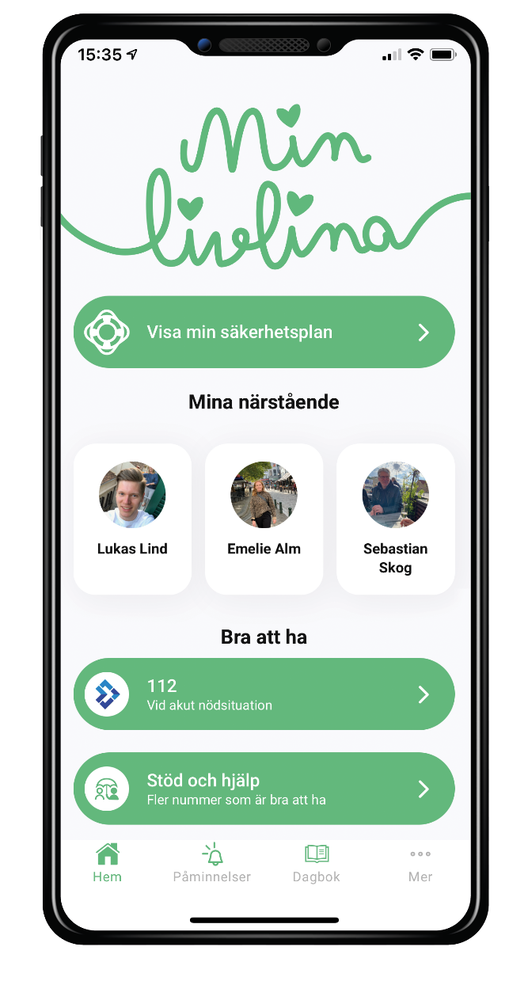 15:35
Min
livlina
Visa min säkerhetsplan
Mina närstående
Lukas Lind
Emelie Alm
Sebastian
Skog
Bra att ha
112
Vid akut nödsituation
Stöd och hjälp
Fler nummer som är bra att ha
Hem
Påminnelser
Dagbok
Mer